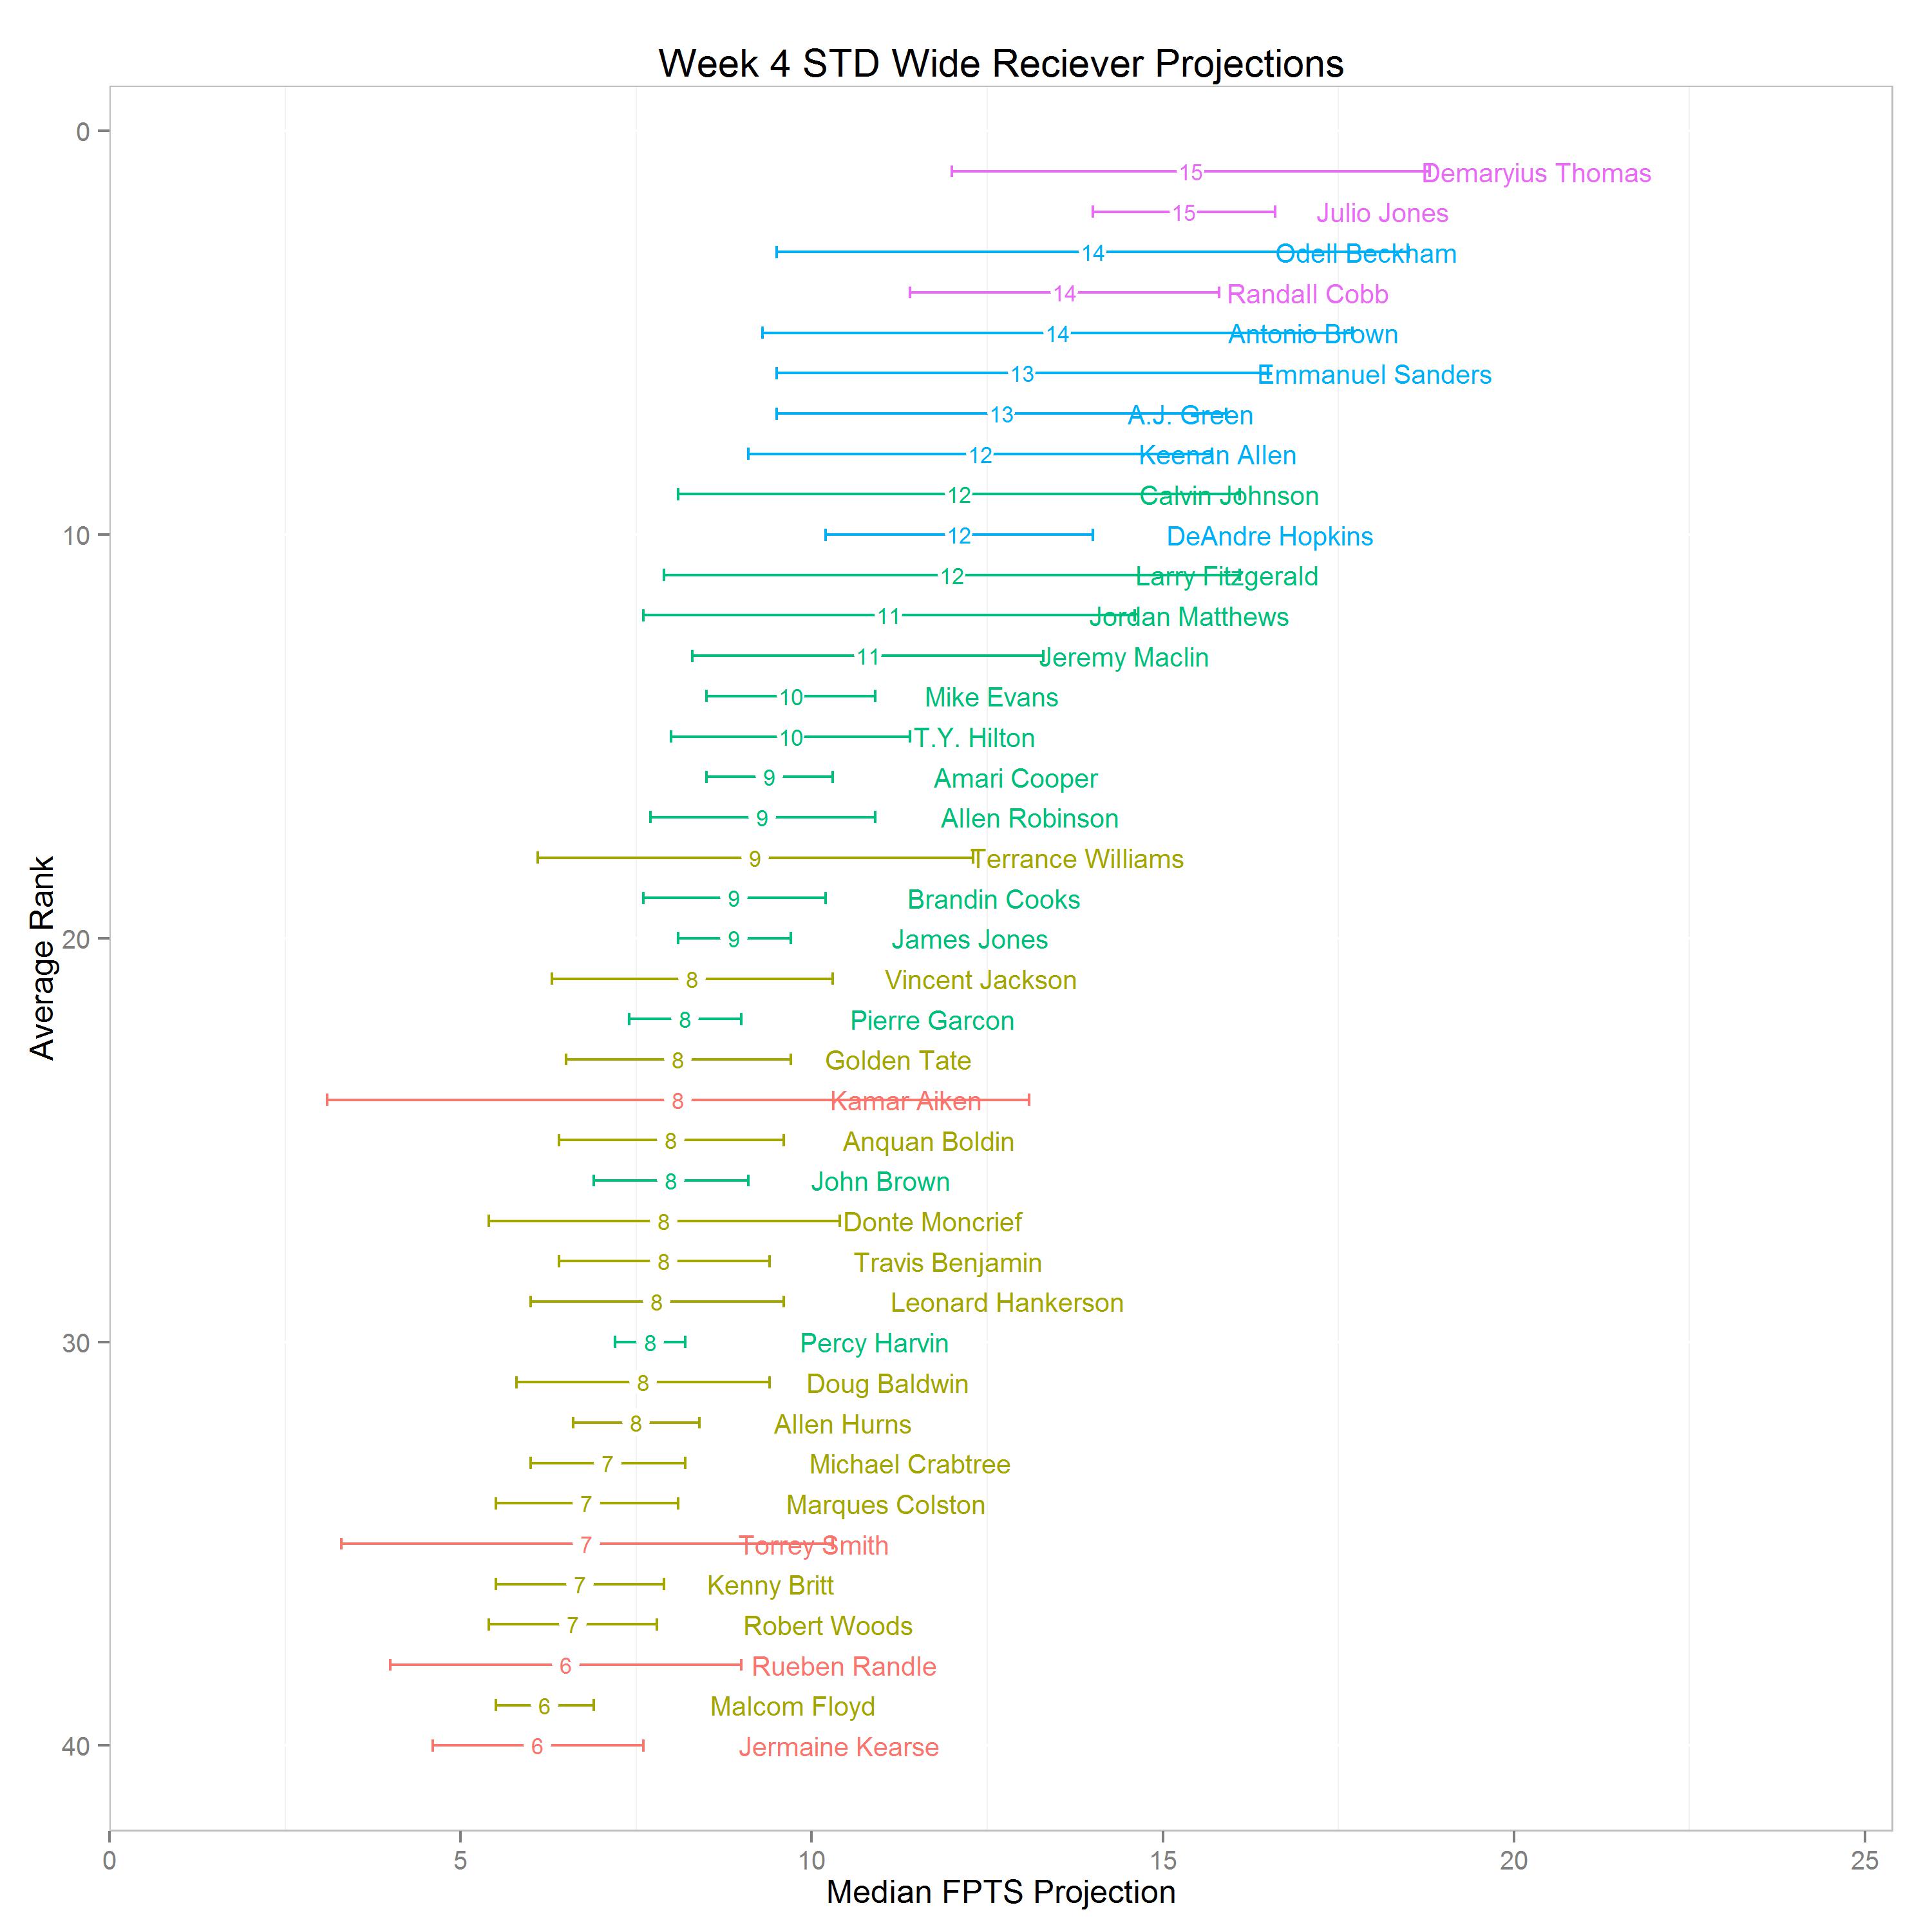 Week 4 STD Wide Reciever Projections
0
15 Demaryius Thomas
15 Julio Jones
14 Odell Beckham
14 Randall Cobb
14 Antonio Brown
13 Emmanuel Sanders
13 A.J. Green
12 Keenan Allen
12 Calvin Johnson
10 12 DeAndre Hopkins
12 Larry Fitzgerald
11 Jordan Matthews
11 Jeremy Maclin
10 Mike Evans
10 T.Y. Hilton
9 Amari Cooper
9 Allen Robinson
9 Terrance Williams
9 Brandin Cooks
20 9 James Jones
8 Vincent Jackson
8 Pierre Garcon
8 Golden Tate
8 Kamar Aiken
8 Anquan Boldin
8 John Brown
8 Donte Moncrief
8 Travis Benjamin
8 Leonard Hankerson
30 8 Percy Harvin
8 Doug Baldwin
8 Allen Hurns
7 Michael Crabtree
7 Marques Colston
7 Torrey Smith
7 Kenny Britt
7 Robert Woods
6 Rueben Randle
6 Malcom Floyd
40 6 Jermaine Kearse
Average Rank
0 5 10 15 20 25
Median FPTS Projection